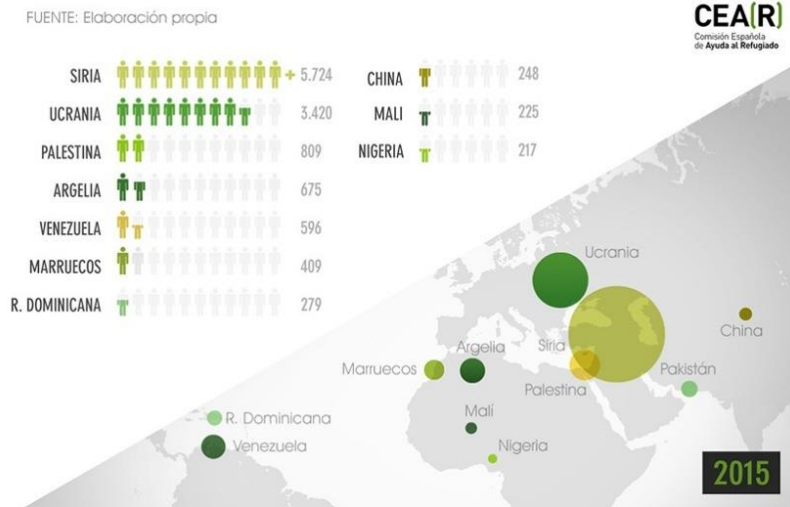 FUENTE: Elaboración propia
CEA(R)
Comisión Española
de Ayuda al Refugiado
SIRIA + 5.724
UCRANIA 3.420
PALESTINA 809
ARGELIA 675
VENEZUELA 596
MARRUECOS 409
R. DOMINICANA 279
CHINA 248
MALI 225
NIGERIA 217
Ucrania
China
Siria
Argelia
Marruecos
Palestina
Pakistán
Malí
R. Dominicana
Venezuela
Nigeria
2015